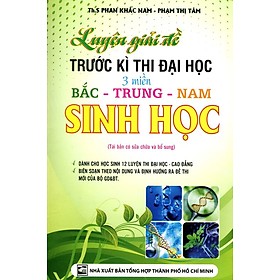 Th.S PHAN KHẮC NAM - PHẠM THỊ TÂM
Luyện giải đề
TRƯỚC KÌ THI ĐẠI HỌC
3 miền
BẮC - TRUNG - NAM
SINH HỌC
(Tái bản có sửa chữa và bổ sung)
DÀNH CHO HỌC SINH 12 LUYỆN THI ĐẠI HỌC - CAO ĐẲNG
BIÊN SOẠN THEO NỘI DUNG VÀ ĐỊNH HƯỚNG RA ĐỀ THI
MỚI CỦA BỘ GD&ĐT.
NHÀ XUẤT BẢN TỔNG HỢP THÀNH PHỐ HỒ CHÍ MINH